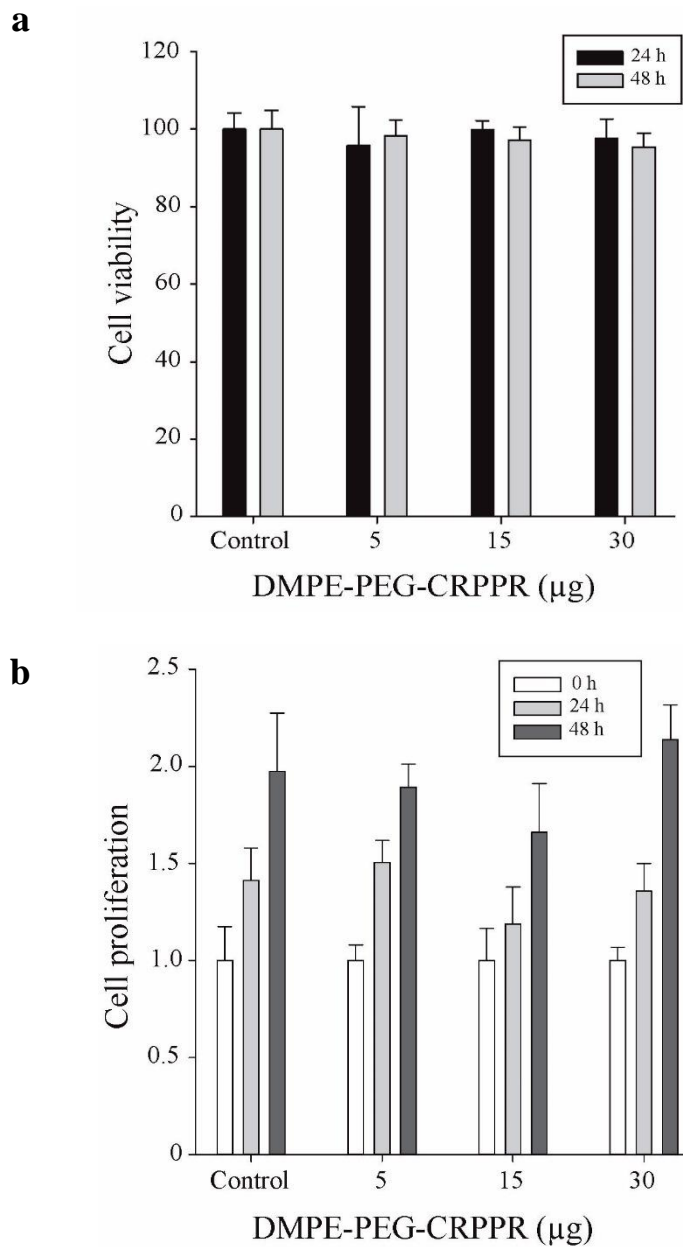 a
120
100
80
60
40
20
0
Cell viability
24 h
48 h
Control 5 15 30
DMPE-PEG-CRPPR (µg)
b
2.5
2.0
1.5
1.0
0.5
0
Cell proliferation
0 h
24 h
48 h
Control 5 15 30
DMPE-PEG-CRPPR (µg)